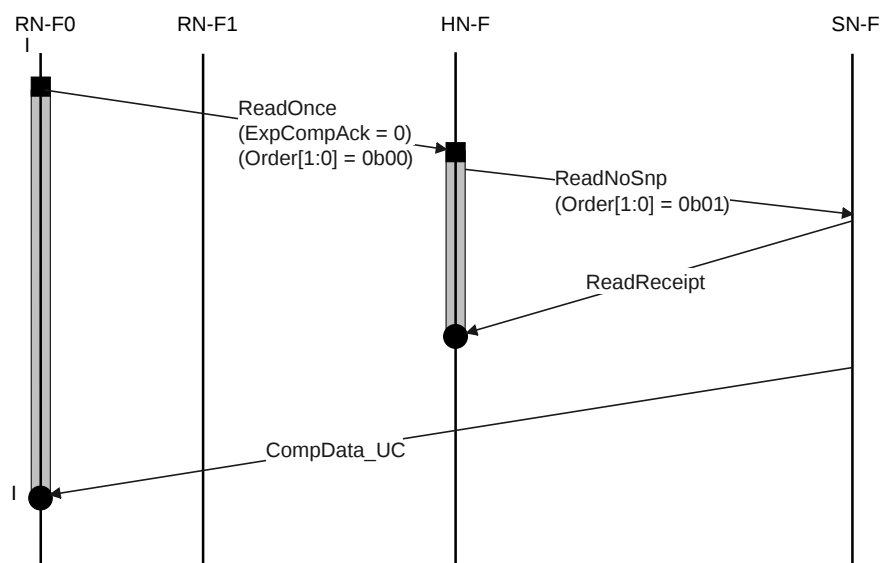 RN-F0
RN-F1
HN-F
SN-F
I
ReadOnce
(ExpCompAck = 0)
(Order[1:0] = 0b00)
ReadNoSnp
(Order[1:0] = 0b01)
ReadReceipt
CompData_UC
I